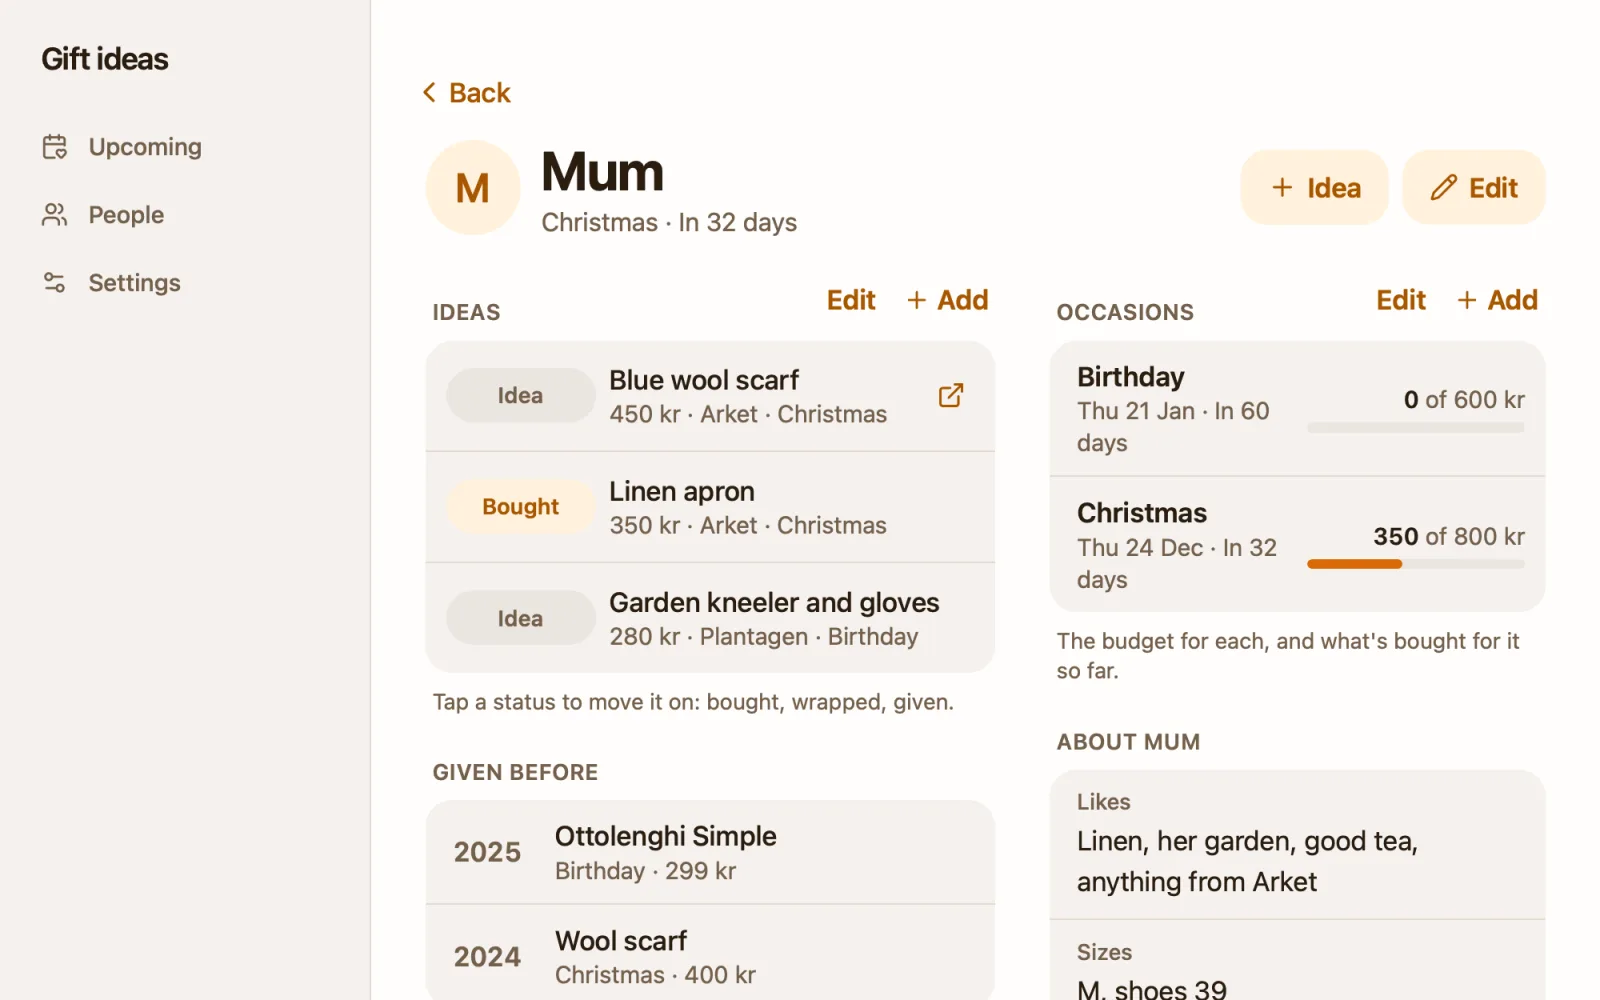 Gift ideas
Upcoming
People
Settings
Back
M
Mum
Christmas · In 32 days
+ Idea
Edit
IDEAS
Edit
+ Add
Idea
Blue wool scarf
450 kr · Arket · Christmas
Bought
Linen apron
350 kr · Arket · Christmas
Idea
Garden kneeler and gloves
280 kr · Plantagen · Birthday
Tap a status to move it on: bought, wrapped, given.
GIVEN BEFORE
2025
Ottolenghi Simple
Birthday · 299 kr
2024
Wool scarf
Christmas · 400 kr
OCCASIONS
Edit
+ Add
Birthday
Thu 21 Jan · In 60
days
0 of 600 kr
Christmas
Thu 24 Dec · In 32
days
350 of 800 kr
The budget for each, and what's bought for it
so far.
ABOUT MUM
Likes
Linen, her garden, good tea,
anything from Arket
Sizes
M, shoes 39